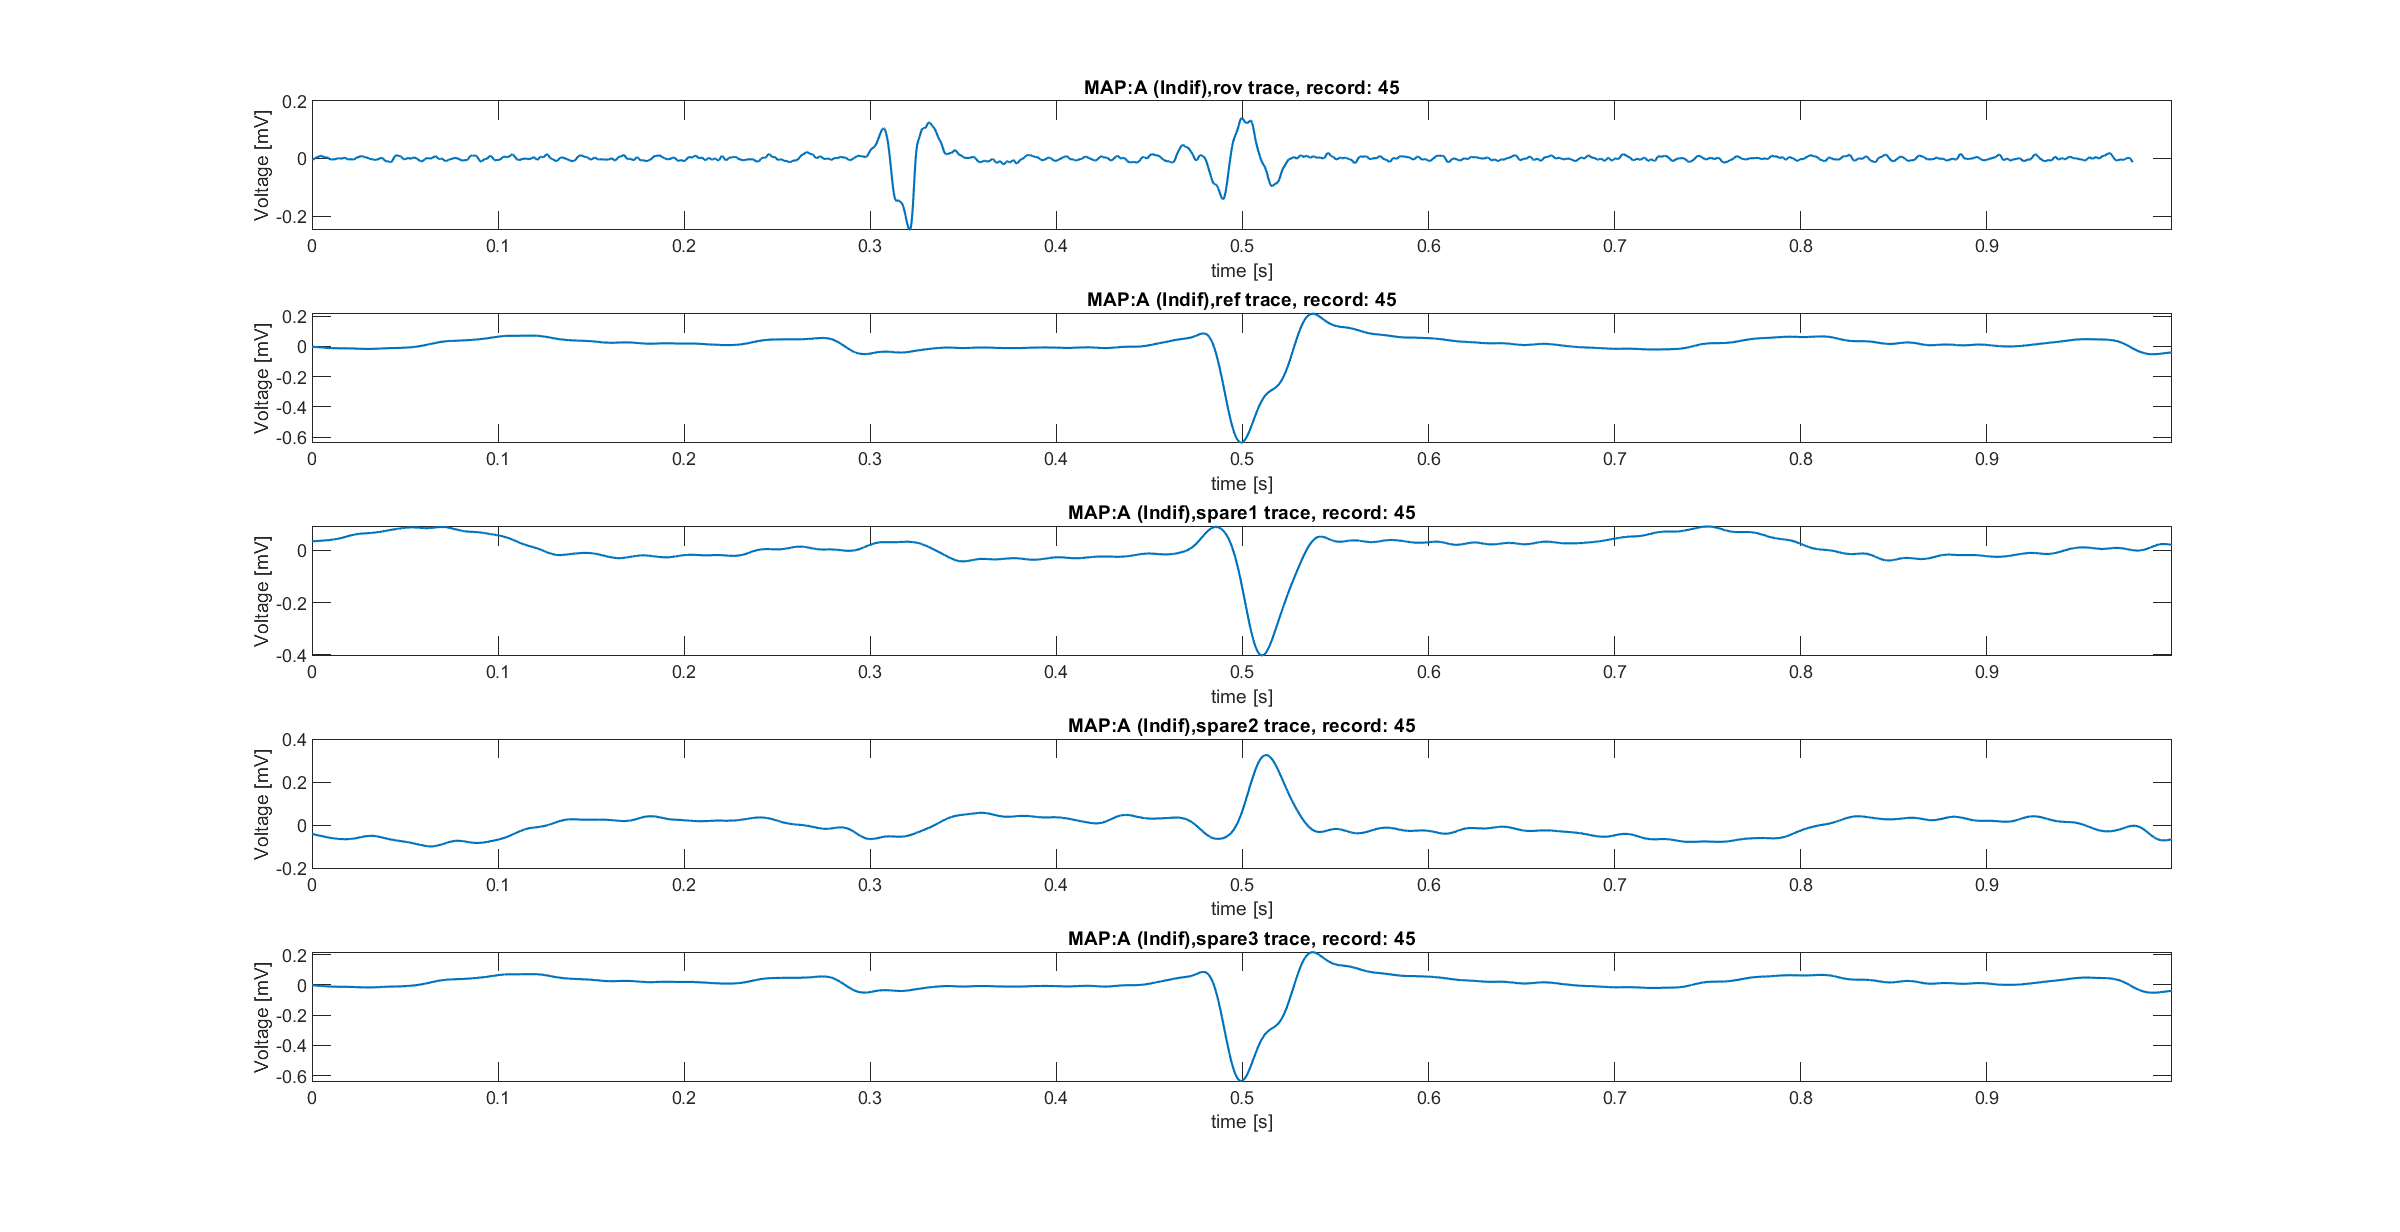 MAP:A (Indif),rov trace, record: 45
Voltage [mV]
0.2
0
-0.2
0 0.1 0.2 0.3 0.4 0.5 0.6 0.7 0.8 0.9
time [s]
MAP:A (Indif),ref trace, record: 45
Voltage [mV]
0.2
0
-0.2
-0.4
-0.6
0 0.1 0.2 0.3 0.4 0.5 0.6 0.7 0.8 0.9
time [s]
MAP:A (Indif),spare1 trace, record: 45
Voltage [mV]
0
-0.2
-0.4
0 0.1 0.2 0.3 0.4 0.5 0.6 0.7 0.8 0.9
time [s]
MAP:A (Indif),spare2 trace, record: 45
Voltage [mV]
0.4
0.2
0
-0.2
0 0.1 0.2 0.3 0.4 0.5 0.6 0.7 0.8 0.9
time [s]
MAP:A (Indif),spare3 trace, record: 45
Voltage [mV]
0.2
0
-0.2
-0.4
-0.6
0 0.1 0.2 0.3 0.4 0.5 0.6 0.7 0.8 0.9
time [s]